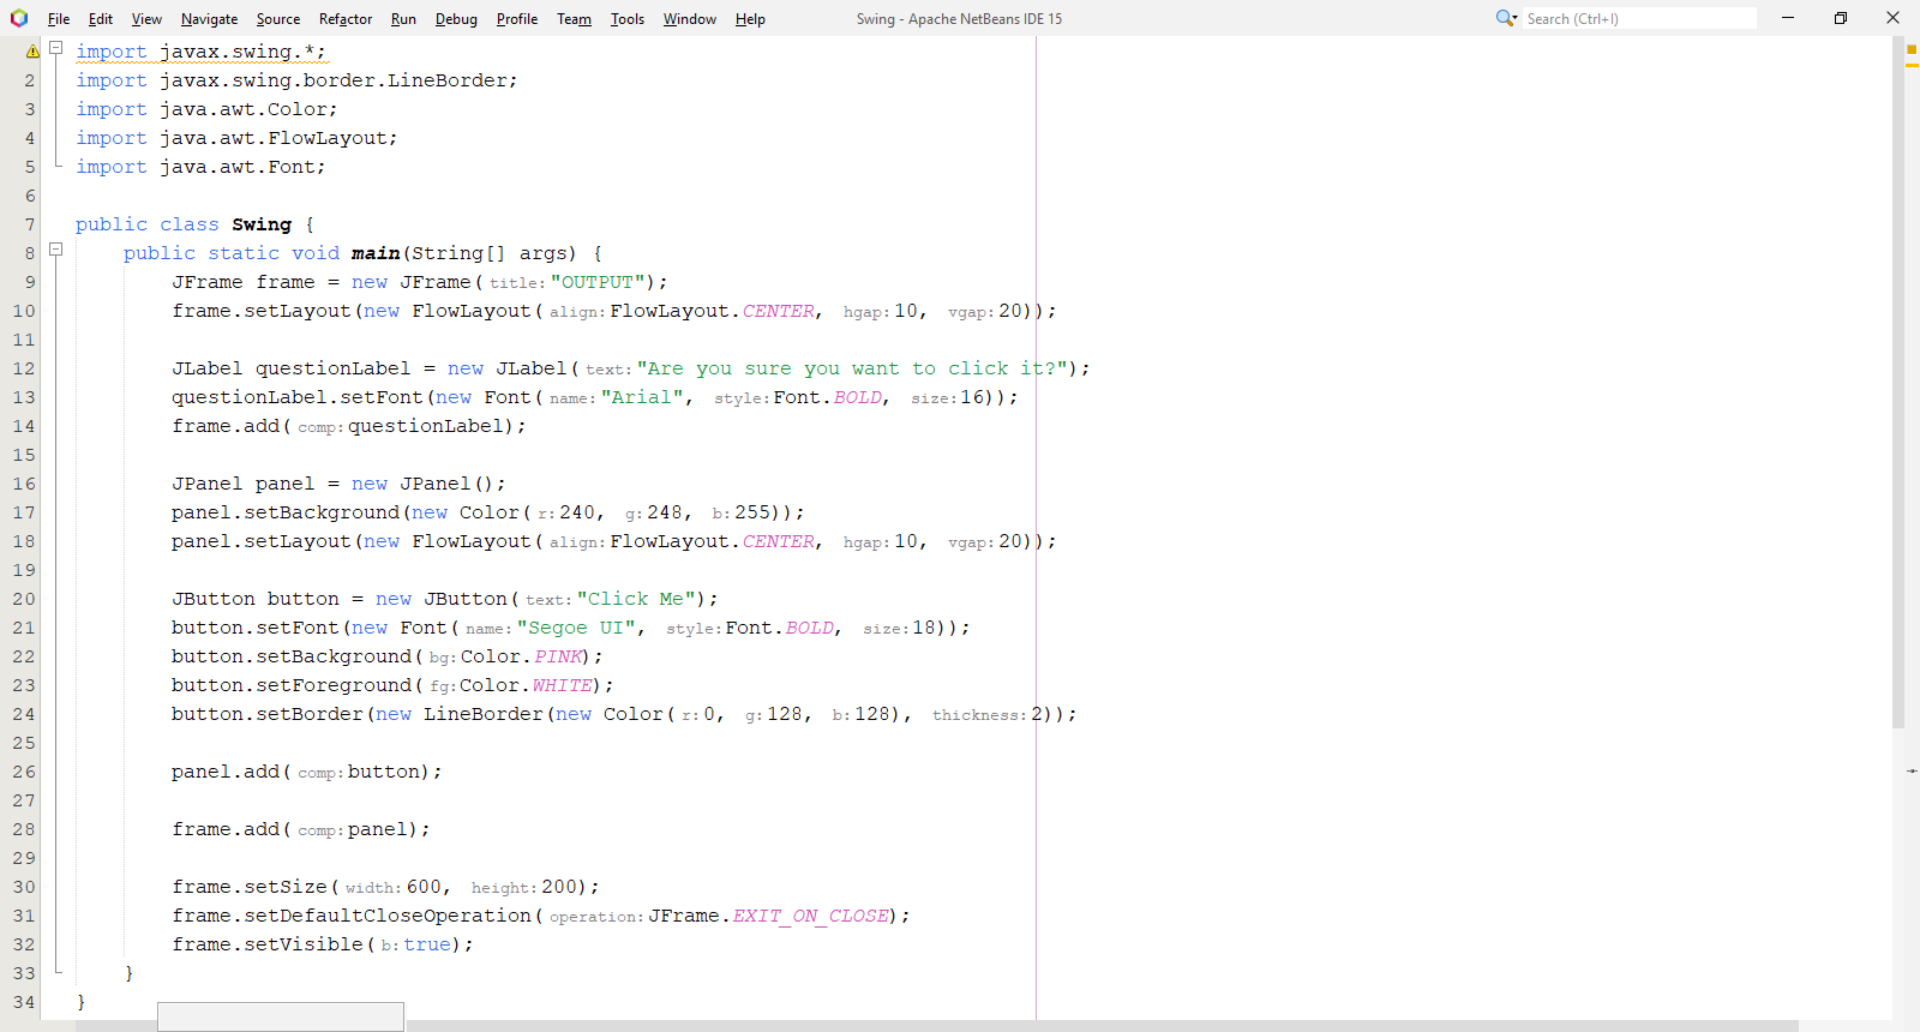 File Edit View Navigate Source Refactor Run Debug Profile Team Tools Window Help Swing - Apache NetBeans IDE 15 Search (Ctrl+I)
import javax.swing.*;
2 import javax.swing.border.LineBorder;
3 import java.awt.Color;
4 import java.awt.FlowLayout;
5 import java.awt.Font;
6
7 public class Swing {
8 public static void main(String[] args) {
9 JFrame frame = new JFrame( title: "OUTPUT");
10 frame.setLayout(new FlowLayout( align: FlowLayout.CENTER, hgap: 10, vgap: 20));
11
12 JLabel questionLabel = new JLabel( text: "Are you sure you want to click it?");
13 questionLabel.setFont(new Font( name: "Arial", style: Font.BOLD, size: 16));
14 frame.add( comp: questionLabel);
15
16 JPanel panel = new JPanel();
17 panel.setBackground(new Color( r: 240, g: 248, b: 255));
18 panel.setLayout(new FlowLayout( align: FlowLayout.CENTER, hgap: 10, vgap: 20));
19
20 JButton button = new JButton( text: "Click Me");
21 button.setFont(new Font( name: "Segoe UI", style: Font.BOLD, size: 18));
22 button.setBackground( bg: Color.PINK);
23 button.setForeground( fg: Color.WHITE);
24 button.setBorder(new LineBorder(new Color( r: 0, g: 128, b: 128), thickness: 2));
25
26 panel.add( comp: button);
27
28 frame.add( comp: panel);
29
30 frame.setSize( width: 600, height: 200);
31 frame.setDefaultCloseOperation( operation: JFrame.EXIT_ON_CLOSE);
32 frame.setVisible( b: true);
33 }
34 }